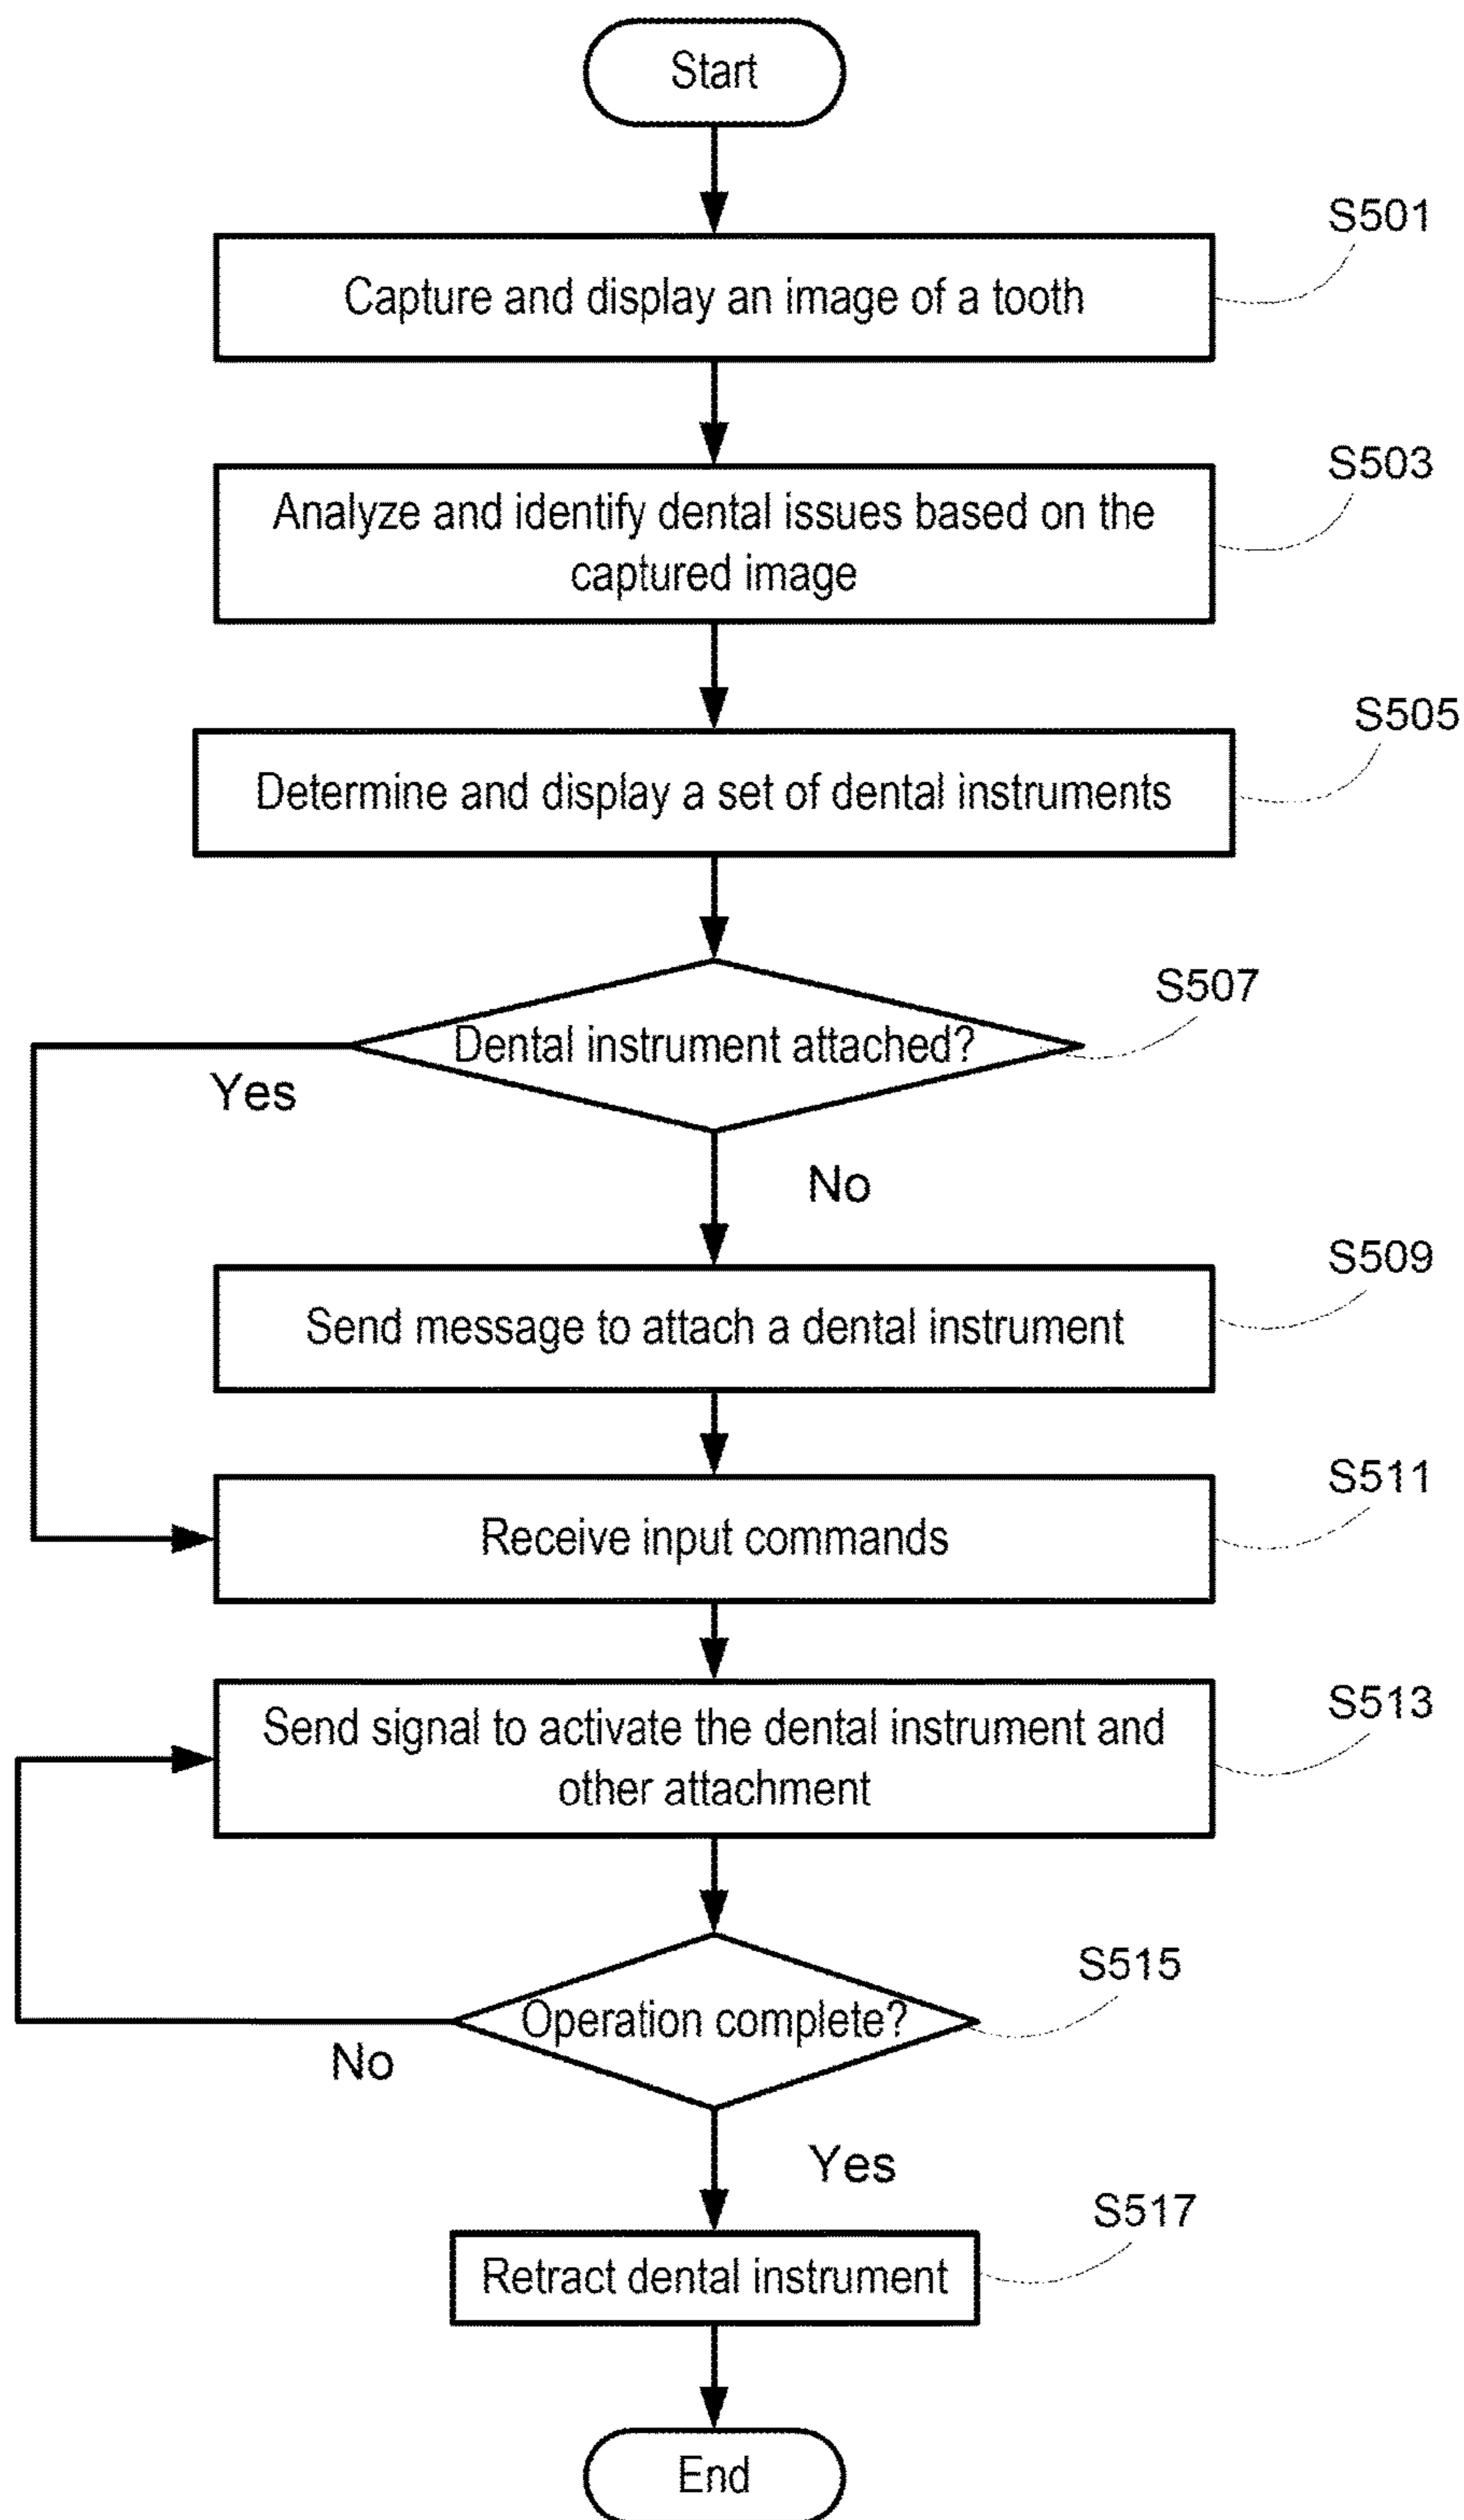 Start
S501
Capture and display an image of a tooth
S503
Analyze and identify dental issues based on the
captured image
S505
Determine and display a set of dental instruments
S507
Dental instrument attached?
Yes
No
S509
Send message to attach a dental instrument
S511
Receive input commands
S513
Send signal to activate the dental instrument and
other attachment
S515
Operation complete?
No
Yes
S517
Retract dental instrument
End